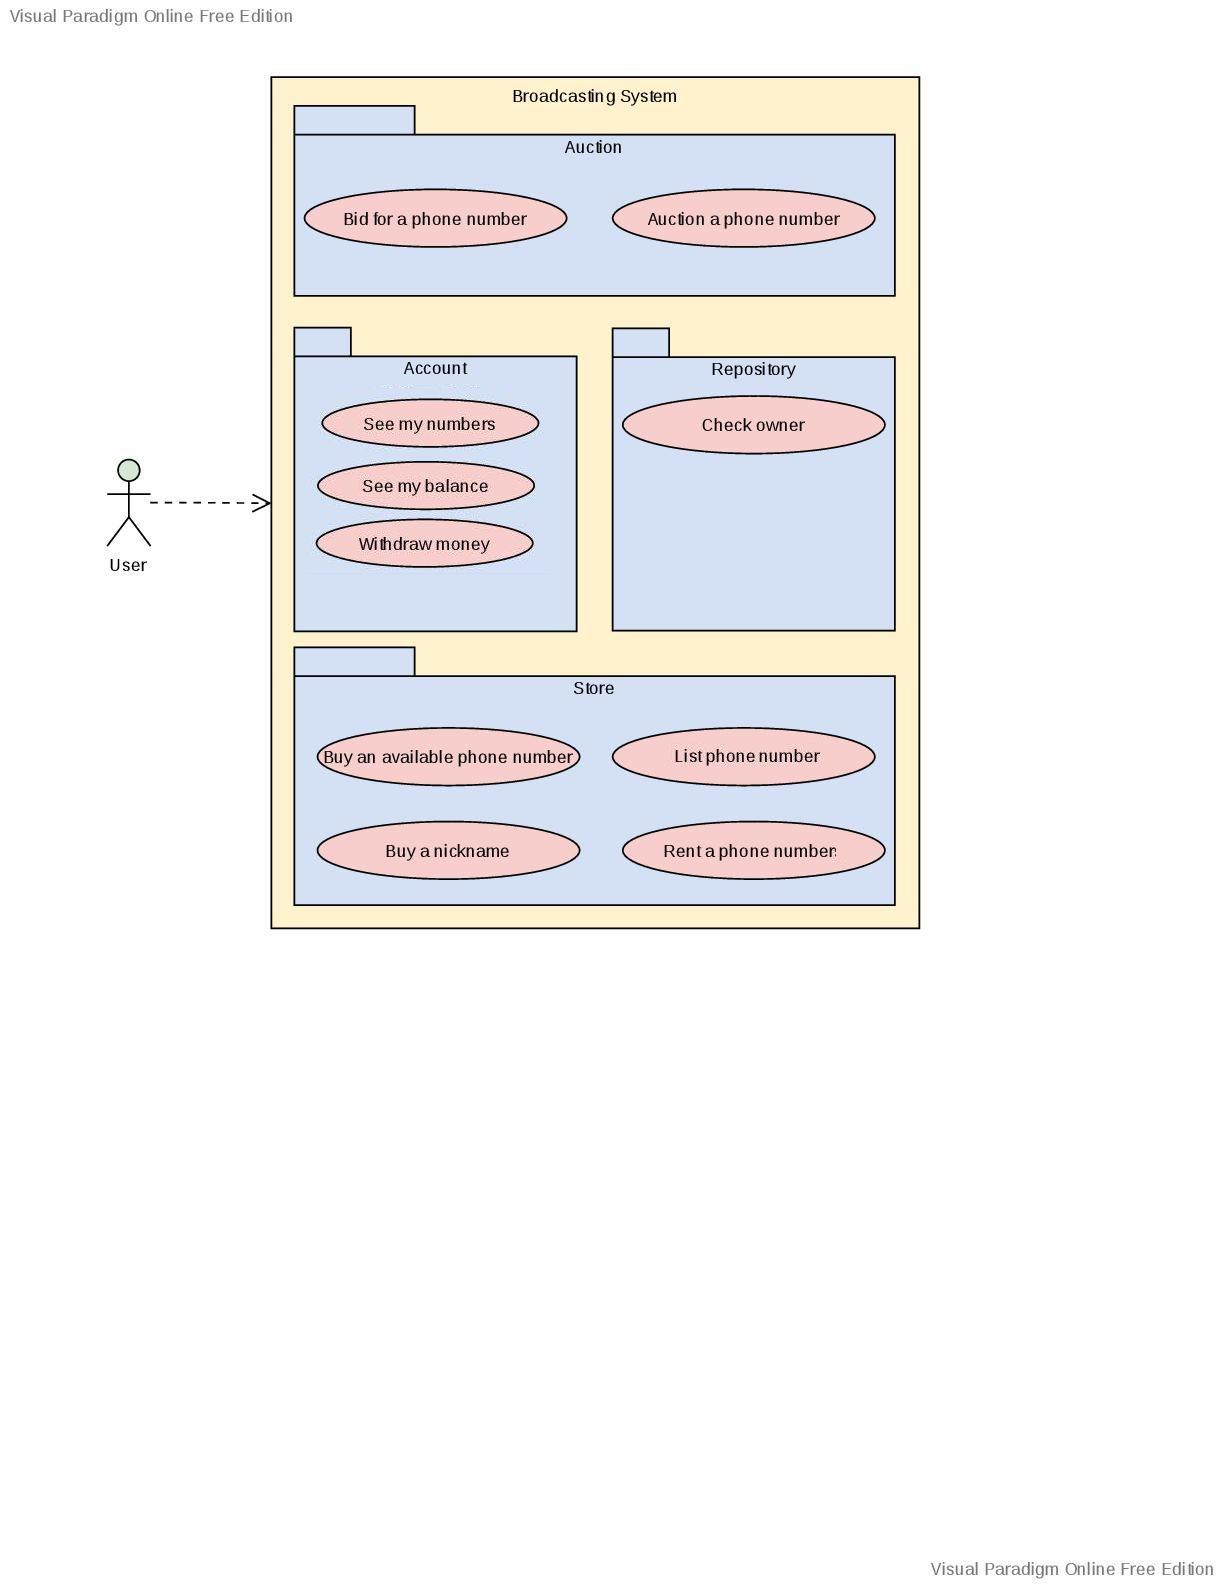 Visual Paradigm Online Free Edition
Broadcasting System
Auction
Bid for a phone number
Auction a phone number
Account
Repository
See my numbers
Check owner
See my balance
Withdraw money
User
Store
Buy an available phone number
List phone number
Buy a nickname
Rent a phone number
Visual Paradigm Online Free Edition